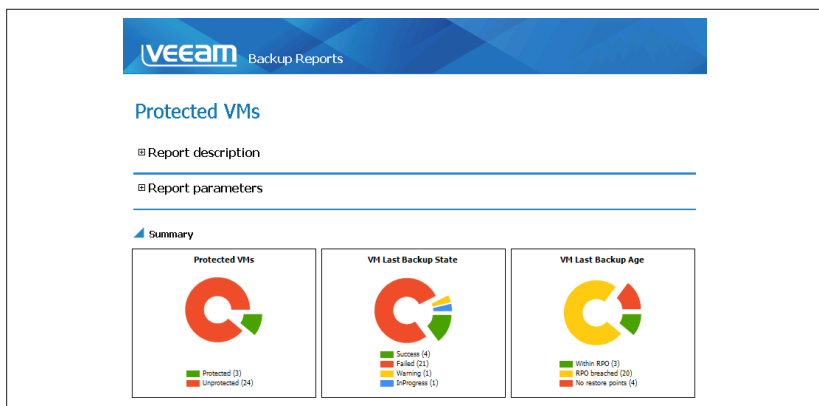 veeam Backup Reports
Protected VMs
Report description
Report parameters
Summary
Protected VMs
Protected (3)
Unprotected (24)
VM Last Backup State
Success (4)
Failed (21)
Warning (1)
InProgress (1)
VM Last Backup Age
Within RPO (3)
RPO breached (20)
No restore points (4)